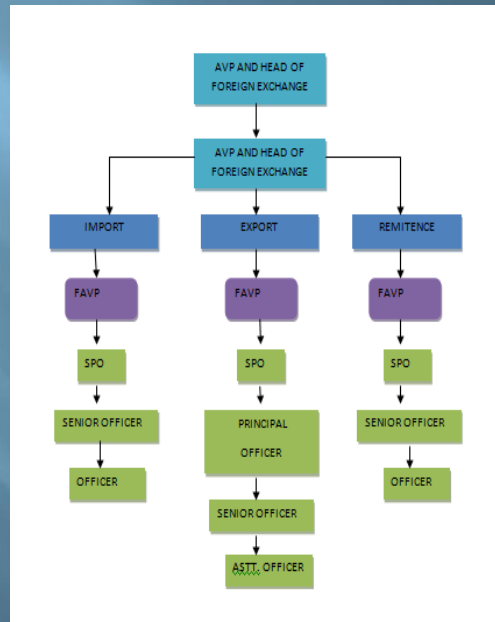 AVP AND HEAD OF
FOREIGN EXCHANGE
AVP AND HEAD OF
FOREIGN EXCHANGE
IMPORT
EXPORT
REMITENCE
FAVP
FAVP
FAVP
SPO
SPO
SPO
SENIOR OFFICER
PRINCIPAL
OFFICER
SENIOR OFFICER
OFFICER
OFFICER
SENIOR OFFICER
ASTT. OFFICER